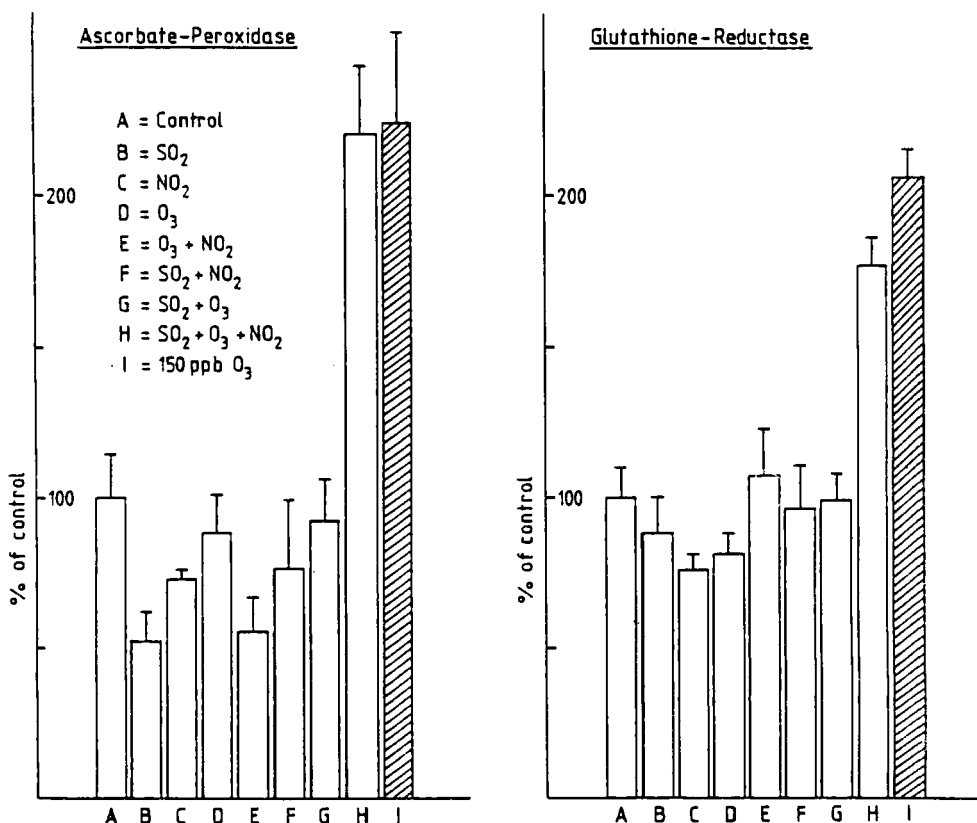 Ascorbate-Peroxidase
A = Control
B = SO₂
C = NO₂
D = O₃
E = O₃ + NO₂
F = SO₂ + NO₂
G = SO₂ + O₃
H = SO₂ + O₃ + NO₂
I = 150 ppb O₃
200
100
% of control
A B C D E F G H I
Glutathione-Reductase
200
100
% of control
A B C D E F G H I